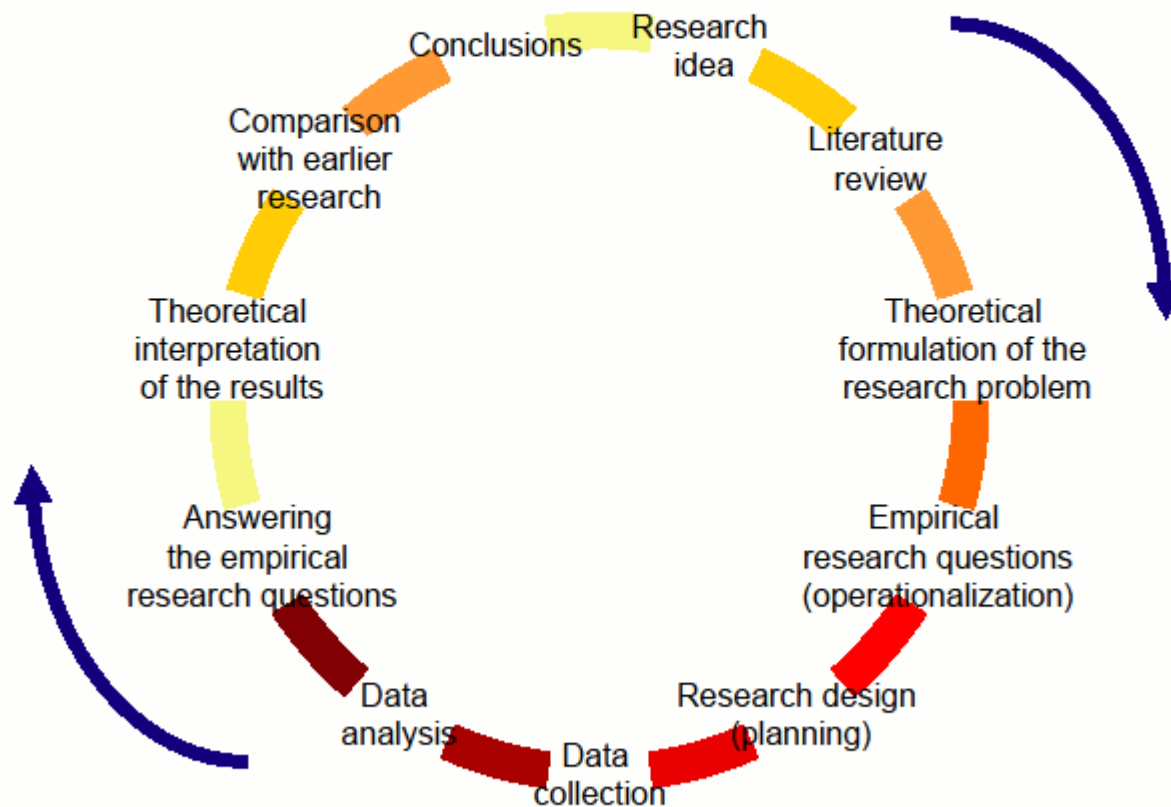 Research
idea
Literature
review
Theoretical
formulation of the
research problem
Empirical
research questions
(operationalization)
Research design
(planning)
Data
collection
Data
analysis
Answering
the empirical
research questions
Theoretical
interpretation
of the results
Comparison
with earlier
research
Conclusions